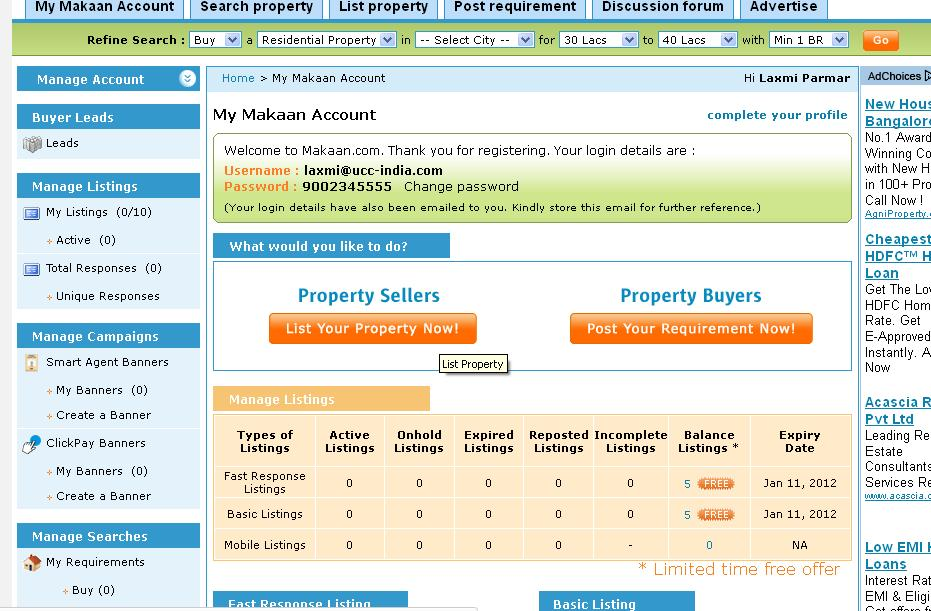 My Makaan Account
Search property
List property
Post requirement
Discussion forum
Advertise
Refine Search : Buy a Residential Property in -- Select City -- for 30 Lacs to 40 Lacs with Min 1 BR Go
Manage Account
Buyer Leads
Leads
Manage Listings
My Listings (0/10)
Active (0)
Total Responses (0)
Unique Responses
Manage Campaigns
Smart Agent Banners
My Banners (0)
Create a Banner
ClickPay Banners
My Banners (0)
Create a Banner
Manage Searches
My Requirements
Buy (0)
Home > My Makaan Account
Hi Laxmi Parmar
My Makaan Account
complete your profile
Welcome to Makaan.com. Thank you for registering. Your login details are :
Username : laxmi@ucc-india.com
Password : 9002345555 Change password
(Your login details have also been emailed to you. Kindly store this email for further reference.)
What would you like to do?
Property Sellers
List Your Property Now!
Property Buyers
Post Your Requirement Now!
List Property
Manage Listings
Types of Listings Active Listings Onhold Listings Expired Listings Reposted Listings Incomplete Listings Balance Listings * Expiry Date
Fast Response Listings 0 0 0 0 0 5 FREE Jan 11, 2012
Basic Listings 0 0 0 0 0 5 FREE Jan 11, 2012
Mobile Listings 0 0 0 0 - 0 NA
* Limited time free offer
Fast Response Listing
Basic Listing
AdChoices
New Hous
Bangalore
No.1 Award
Winning Co
with New H
in 100+ Pro
Call Now !
AgniProperty.c
Cheapest
HDFC™ H
Loan
Get The Lov
HDFC Hom
Rate. Get
E-Approved
Instantly. A
Now
Acascia R
Pvt Ltd
Leading Re
Estate
Consultants
Services Re
www.acascia.c
Low EMI H
Loans
Interest Rat
EMI & Eligi